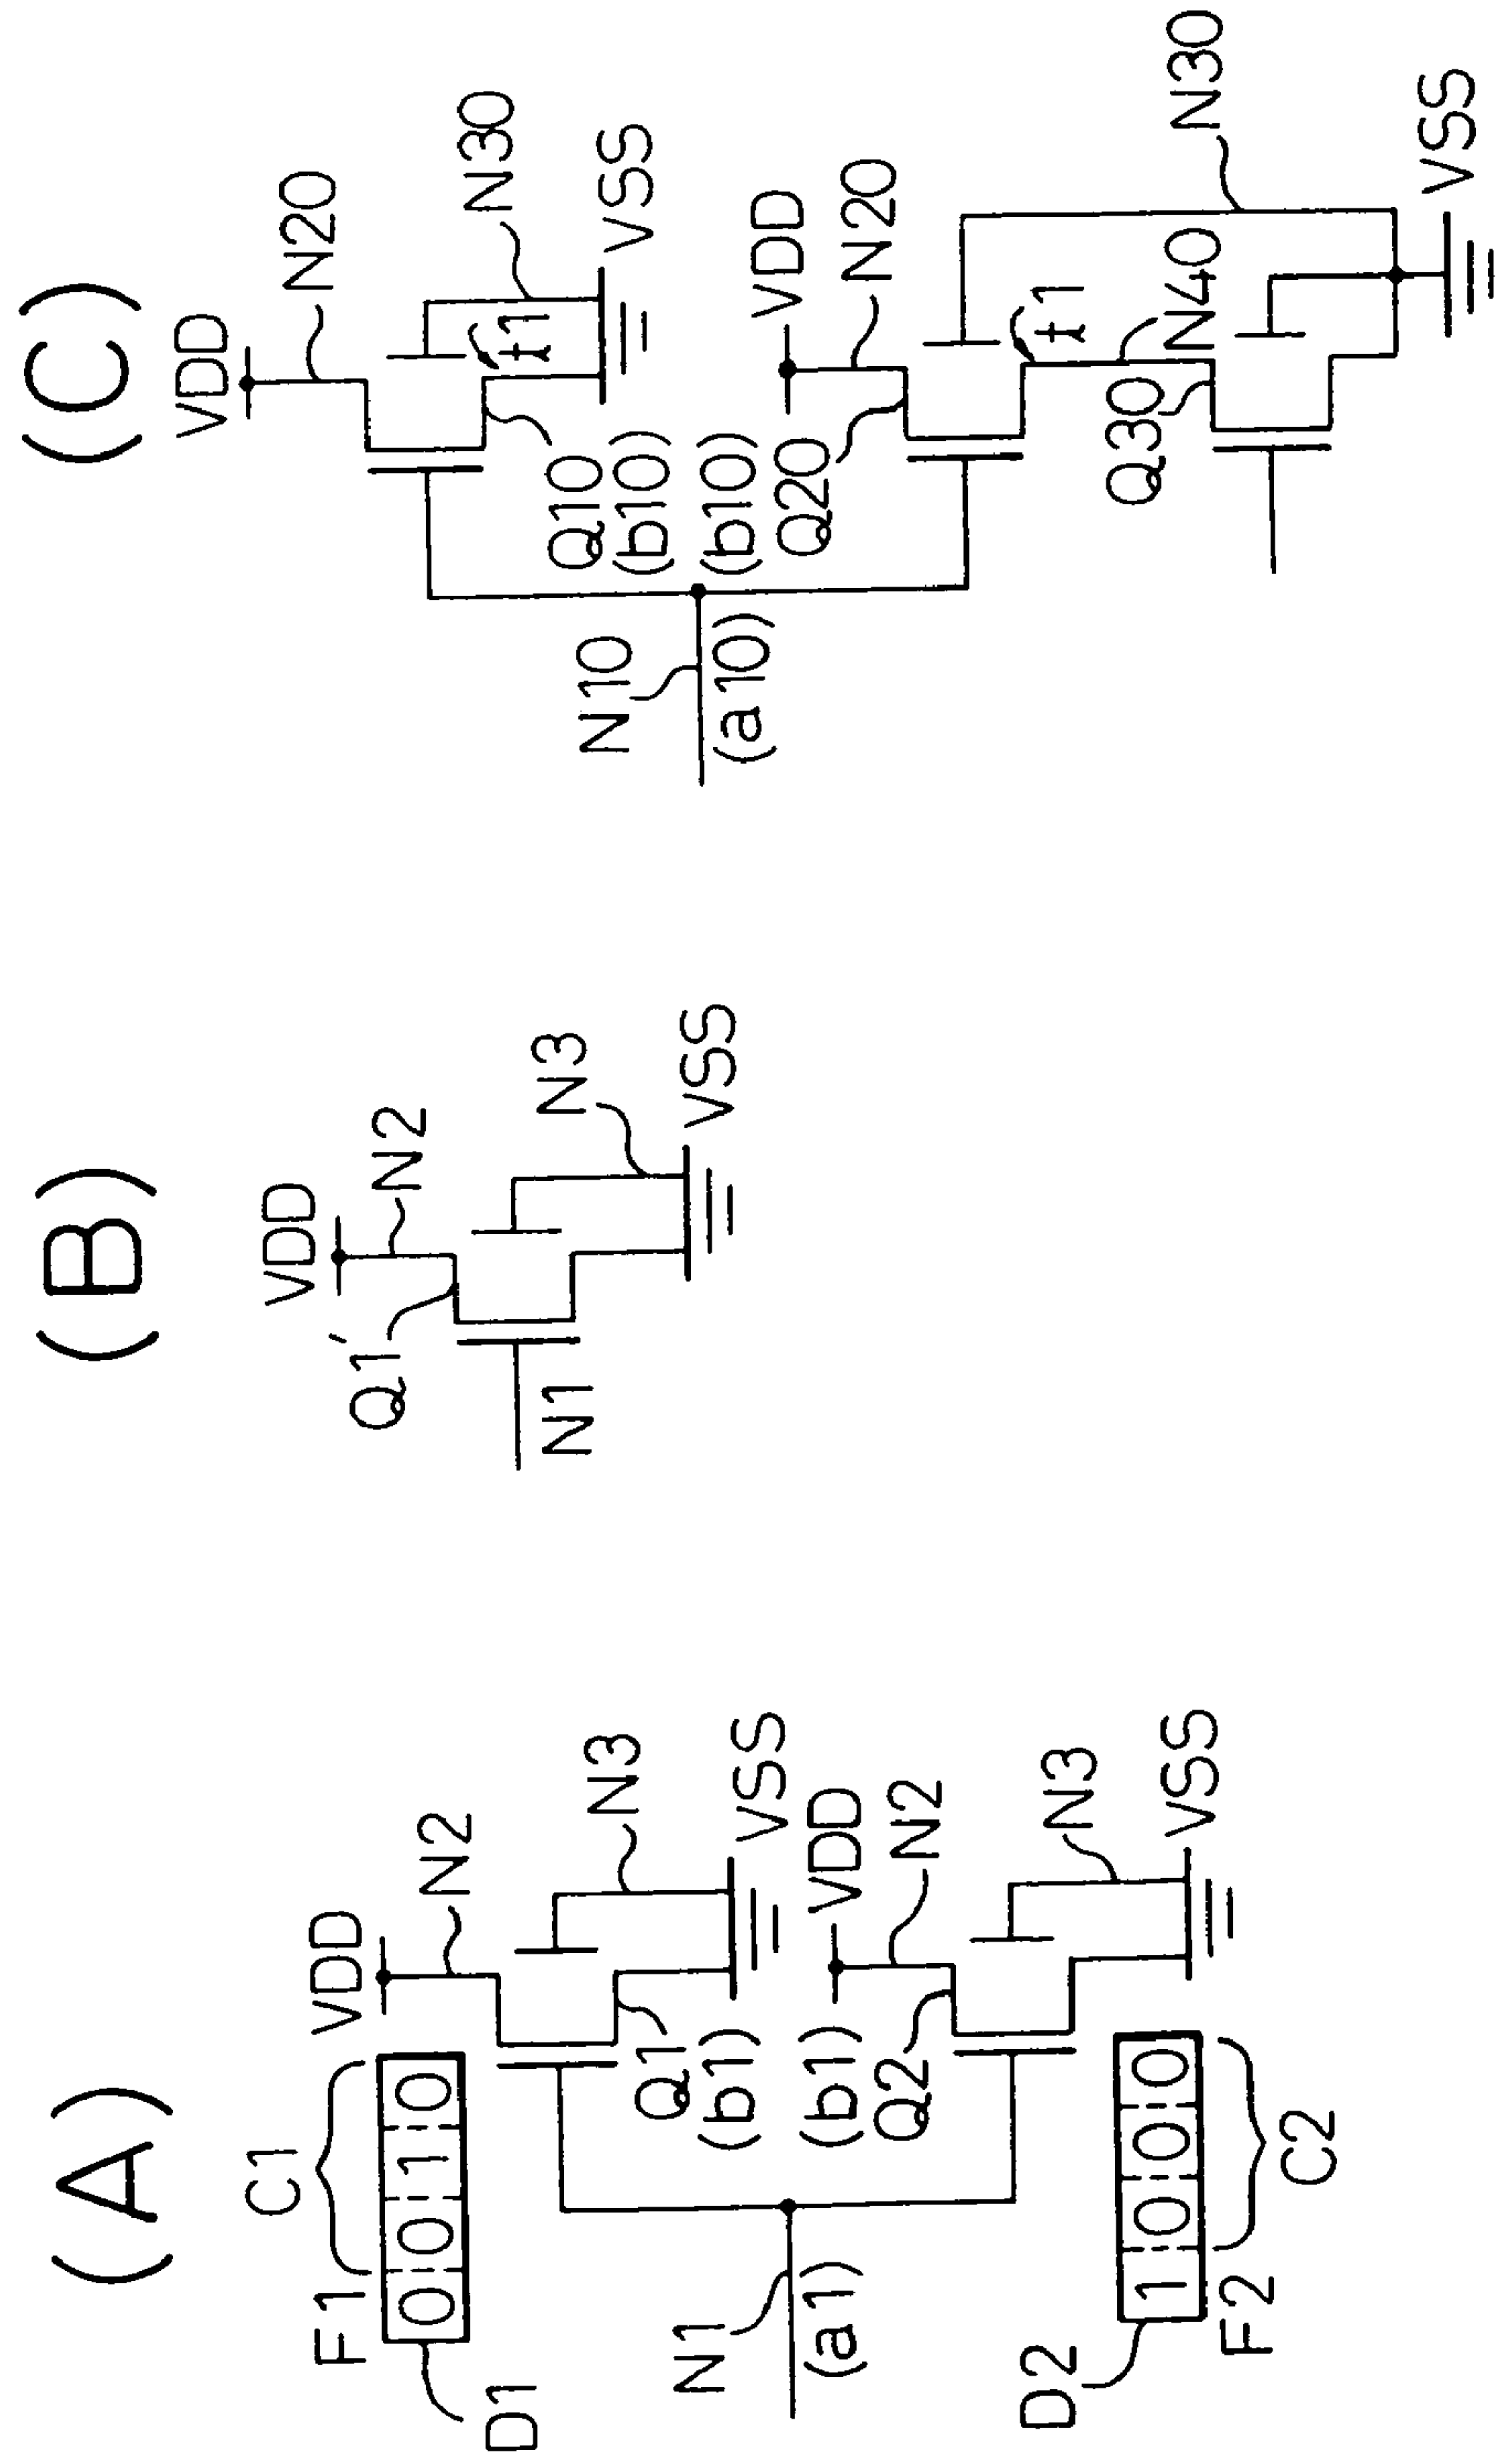 (A)
C1
F1
0 0 1 0
D1
VDD
N2
N3
VSS
Q1
(b1)
N1
(a1)
(b1)
Q2
VDD
N2
N3
VSS
D2
1 0 0 0
F2
C2
(B)
VDD
N2
Q1'
N1
N3
VSS
(C)
VDD
N20
N30
VSS
t1
Q10
(b10)
N10
(a10)
(b10)
Q20
VDD
N20
t1
N40
Q30
N30
VSS